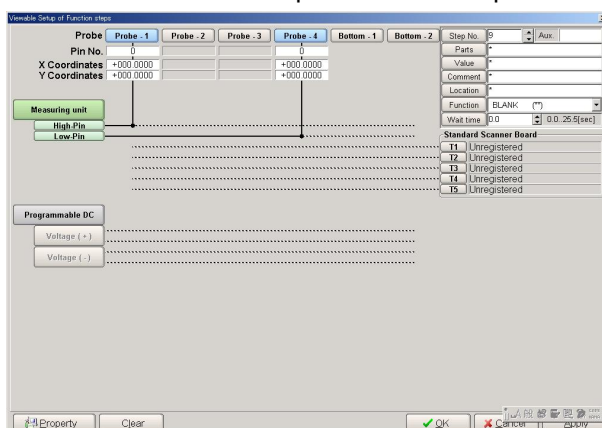 Viewable Setup of Function steps
Probe Probe - 1 Probe - 2 Probe - 3 Probe - 4 Bottom - 1 Bottom - 2
Pin No. 0 0
X Coordinates +000.0000 +000.0000
Y Coordinates +000.0000 +000.0000
Step No. 9 Aux.
Parts *
Value *
Comment *
Location *
Function BLANK (**)
Wait time 0.0 0.0..25.5[sec]
Measuring unit
High-Pin
Low-Pin
Standard Scanner Board
T1 Unregistered
T2 Unregistered
T3 Unregistered
T4 Unregistered
T5 Unregistered
Programmable DC
Voltage ( + )
Voltage ( - )
Property Clear OK Cancel Apply